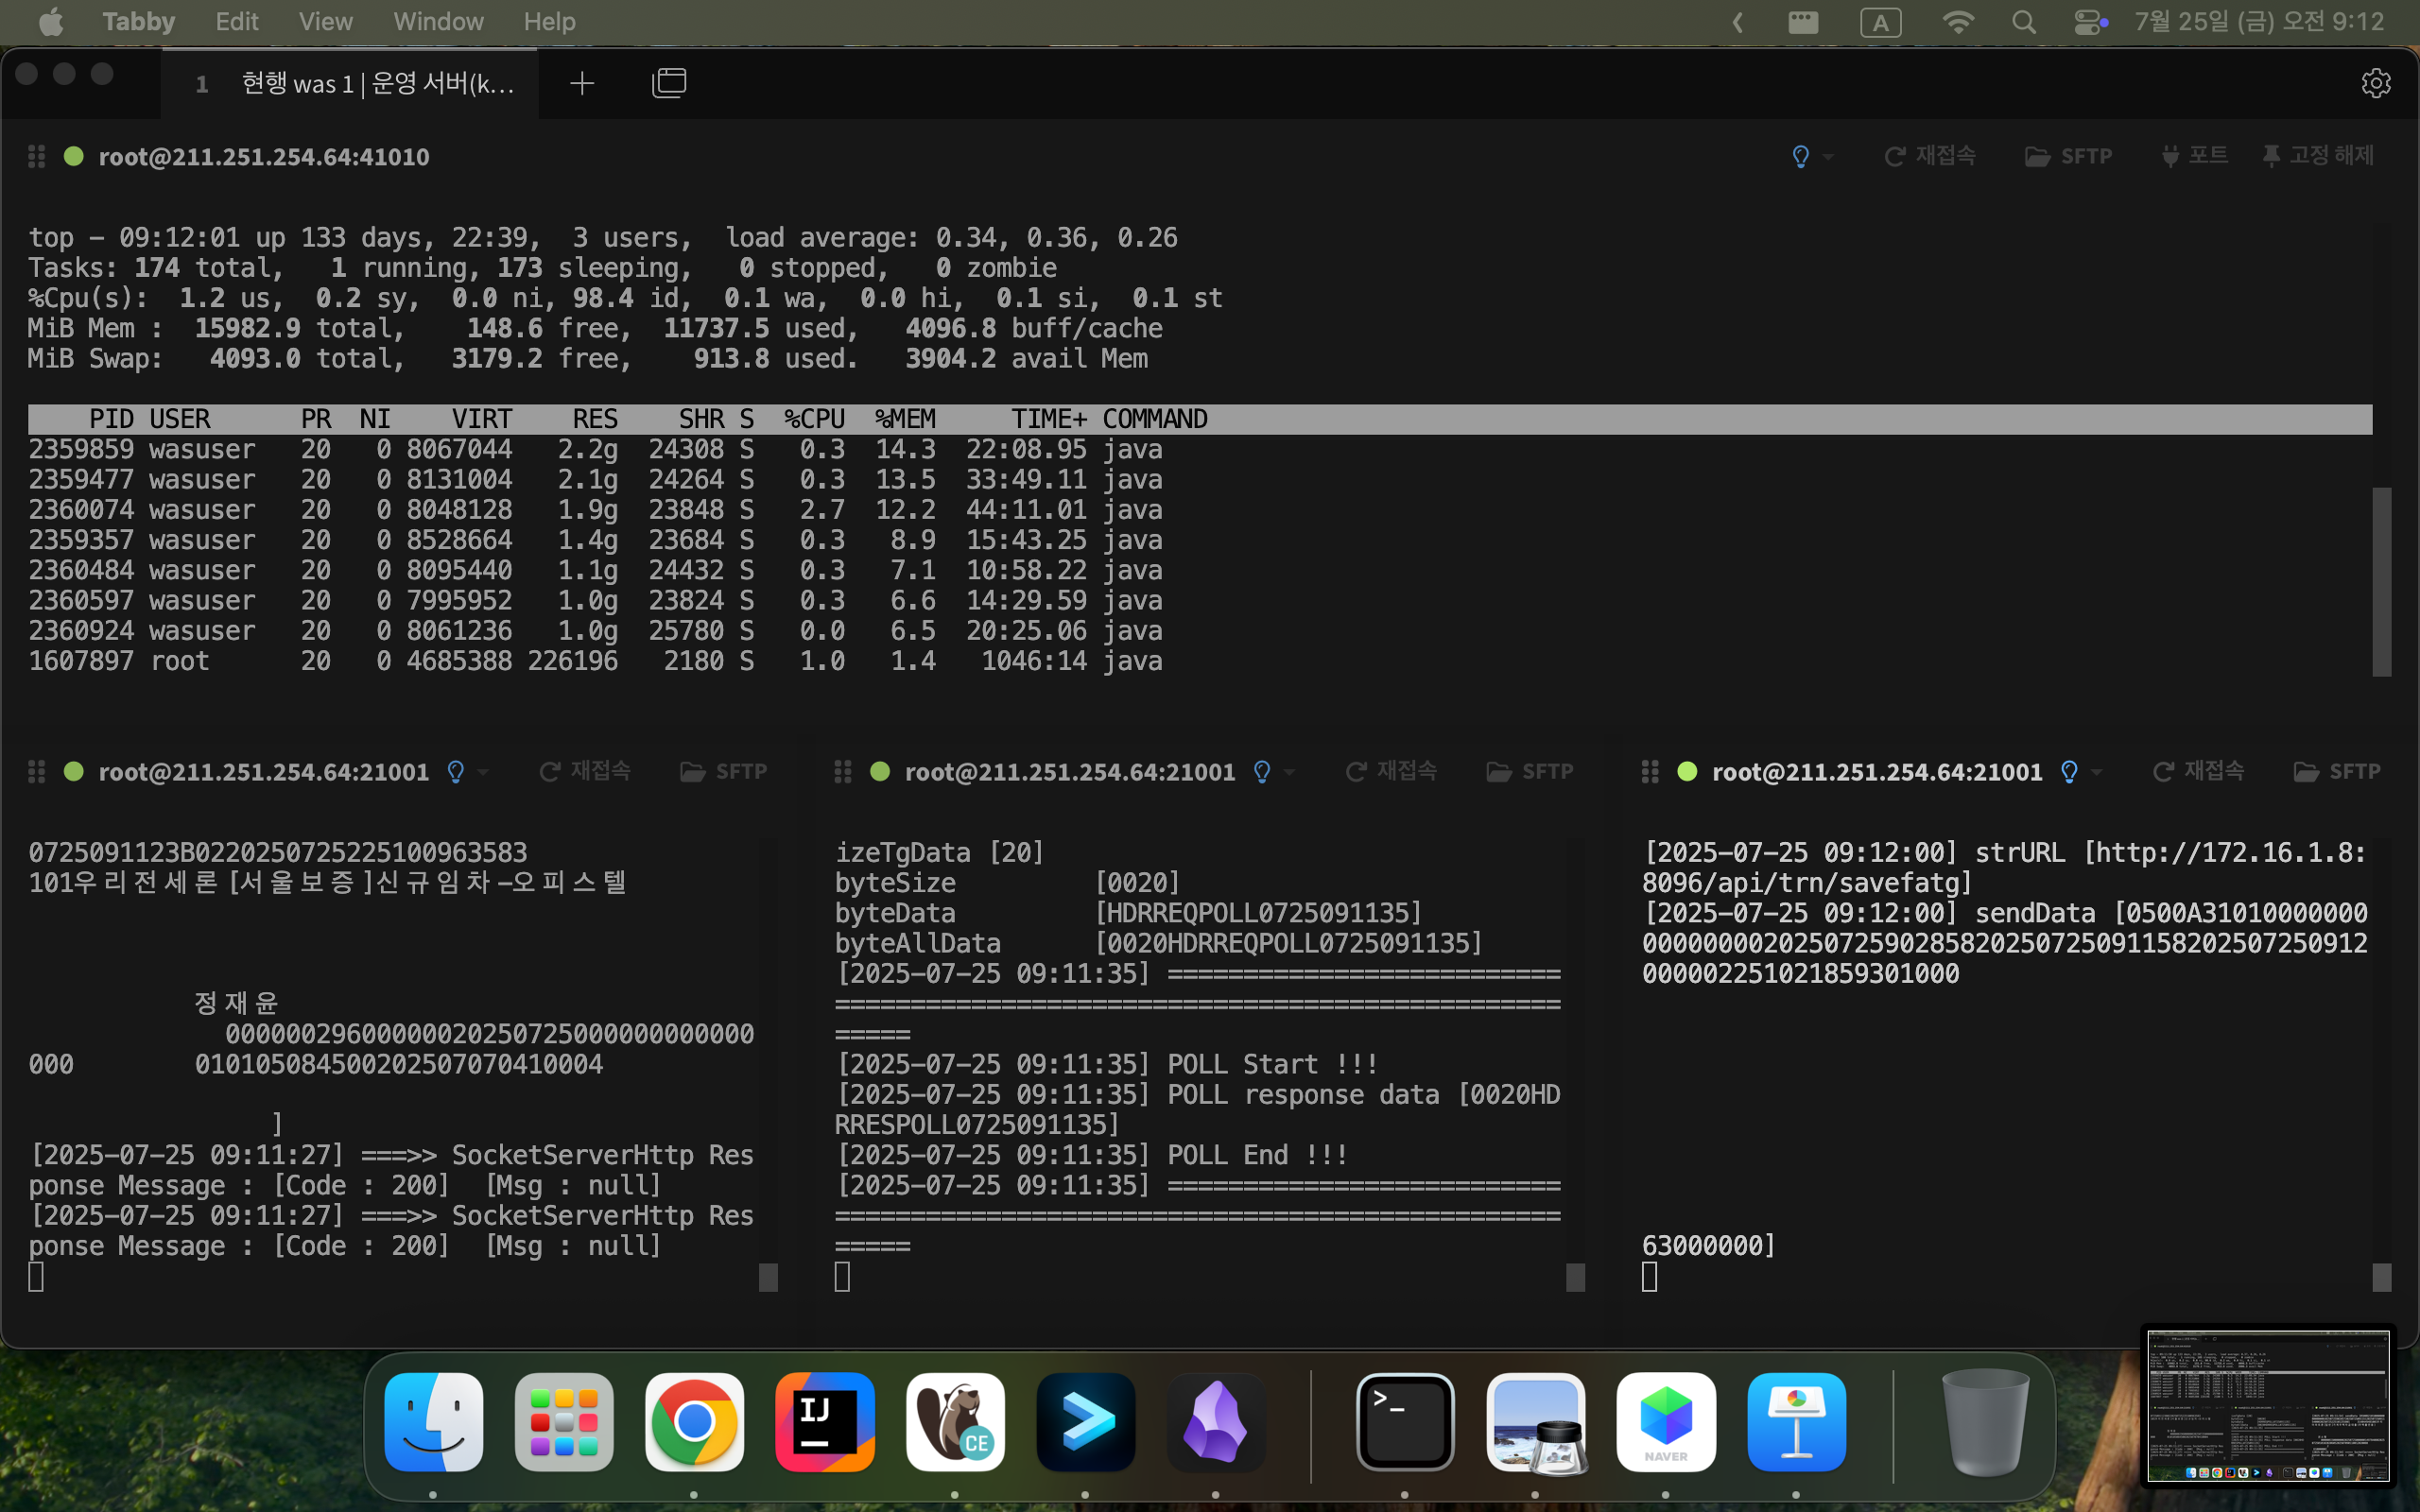 Tabby Edit View Window Help
A 7월 25일 (금) 오전 9:12
1 현행 was 1 | 운영 서버(k…
root@211.251.254.64:41010 재접속 SFTP 포트 고정 해제
top - 09:12:01 up 133 days, 22:39, 3 users, load average: 0.34, 0.36, 0.26
Tasks: 174 total, 1 running, 173 sleeping, 0 stopped, 0 zombie
%Cpu(s): 1.2 us, 0.2 sy, 0.0 ni, 98.4 id, 0.1 wa, 0.0 hi, 0.1 si, 0.1 st
MiB Mem : 15982.9 total, 148.6 free, 11737.5 used, 4096.8 buff/cache
MiB Swap: 4093.0 total, 3179.2 free, 913.8 used. 3904.2 avail Mem
PID USER PR NI VIRT RES SHR S %CPU %MEM TIME+ COMMAND
2359859 wasuser 20 0 8067044 2.2g 24308 S 0.3 14.3 22:08.95 java
2359477 wasuser 20 0 8131004 2.1g 24264 S 0.3 13.5 33:49.11 java
2360074 wasuser 20 0 8048128 1.9g 23848 S 2.7 12.2 44:11.01 java
2359357 wasuser 20 0 8528664 1.4g 23684 S 0.3 8.9 15:43.25 java
2360484 wasuser 20 0 8095440 1.1g 24432 S 0.3 7.1 10:58.22 java
2360597 wasuser 20 0 7995952 1.0g 23824 S 0.3 6.6 14:29.59 java
2360924 wasuser 20 0 8061236 1.0g 25780 S 0.0 6.5 20:25.06 java
1607897 root 20 0 4685388 226196 2180 S 1.0 1.4 1046:14 java
root@211.251.254.64:21001 재접속 SFTP
0725091123B0220250725225100963583
101우리전세론 [서울보증]신규임차-오피스텔
정재윤
00000029600000020250725000000000000
000 010105084500202507070410004
]
[2025-07-25 09:11:27] ===>> SocketServerHttp Res
ponse Message : [Code : 200] [Msg : null]
[2025-07-25 09:11:27] ===>> SocketServerHttp Res
ponse Message : [Code : 200] [Msg : null]
root@211.251.254.64:21001 재접속 SFTP
izeTgData [20]
byteSize [0020]
byteData [HDRREQPOLL0725091135]
byteAllData [0020HDRREQPOLL0725091135]
[2025-07-25 09:11:35] ==========================
================================================
=====
[2025-07-25 09:11:35] POLL Start !!!
[2025-07-25 09:11:35] POLL response data [0020HD
RRESPOLL0725091135]
[2025-07-25 09:11:35] POLL End !!!
[2025-07-25 09:11:35] ==========================
================================================
=====
root@211.251.254.64:21001 재접속 SFTP
[2025-07-25 09:12:00] strURL [http://172.16.1.8:
8096/api/trn/savefatg]
[2025-07-25 09:12:00] sendData [0500A31010000000
0000000002025072590285820250725091158202507250912
000002251021859301000
63000000]
IJ
CE
>_
NAVER